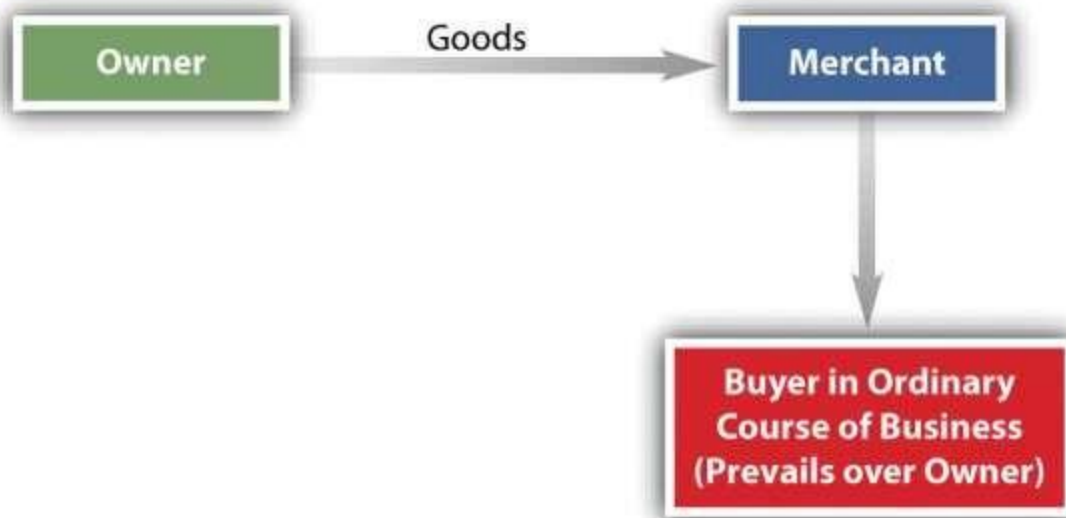 Owner
Goods
Merchant
Buyer in Ordinary
Course of Business
(Prevails over Owner)